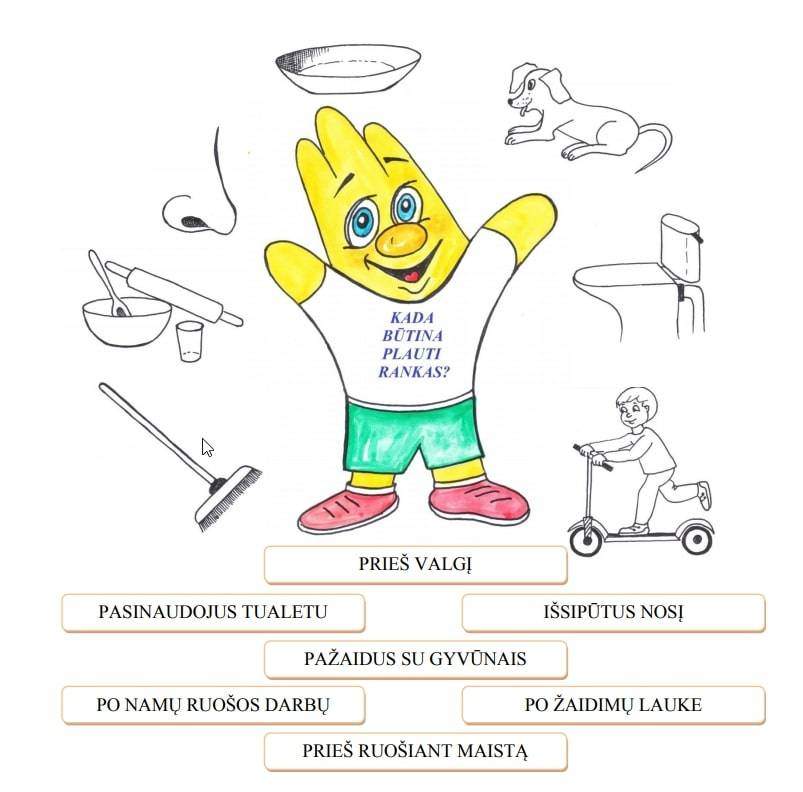 KADA
BŪTINA
PLAUTI
RANKAS?
PRIEŠ VALGĮ
PASINAUDOJUS TUALETU
IŠSIPŪTUS NOSĮ
PAŽAIDUS SU GYVŪNAIS
PO NAMŲ RUOŠOS DARBŲ
PO ŽAIDIMŲ LAUKE
PRIEŠ RUOŠIANT MAISTĄ